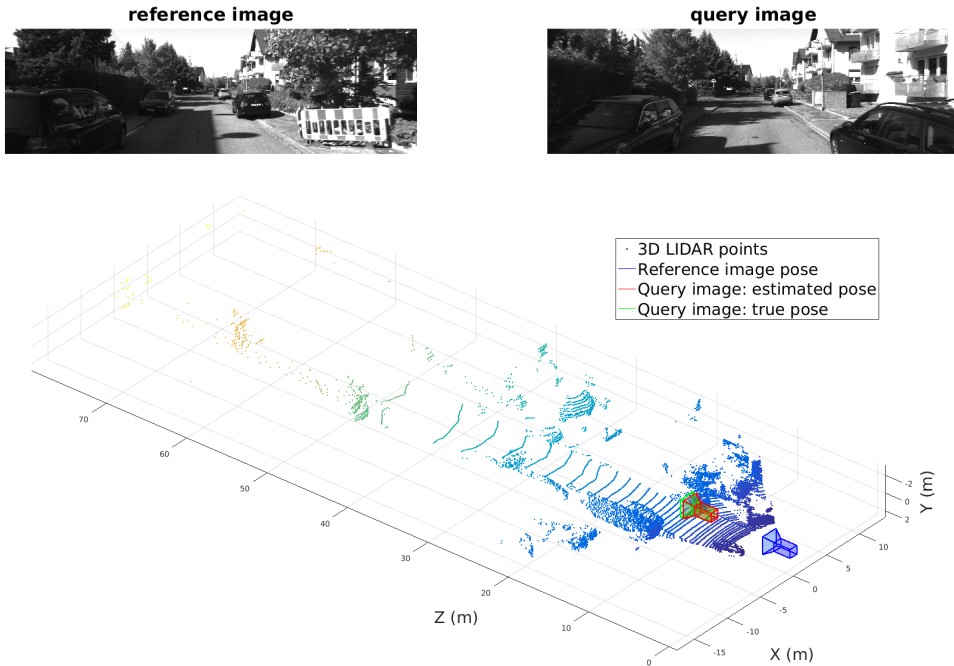 reference image
query image
3D LIDAR points
Reference image pose
Query image: estimated pose
Query image: true pose
70
60
50
40
30
20
10
0
Z (m)
-15
-10
-5
0
5
10
X (m)
-2
0
2
Y (m)